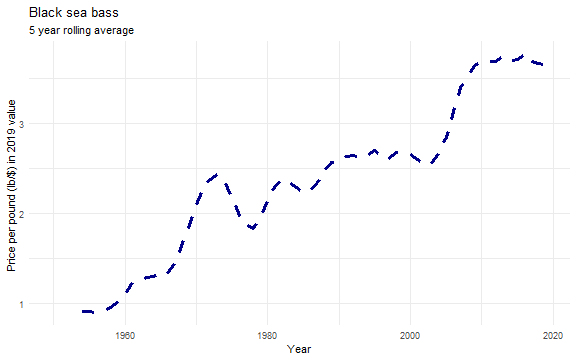 Black sea bass
5 year rolling average
Price per pound (lb/$) in 2019 value
3
2
1
1960 1980 2000 2020
Year